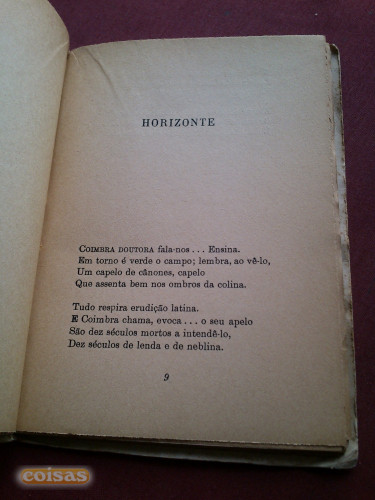 HORIZONTE
COIMBRA DOUTORA fala-nos . . . Ensina.
Em torno é verde o campo; lembra, ao vê-lo,
Um capelo de cânones, capelo
Que assenta bem nos ombros da colina.
Tudo respira erudição latina.
E Coimbra chama, evoca . . . o seu apelo
São dez séculos mortos a intendê-lo,
Dez séculos de lenda e de neblina.
9
coisas